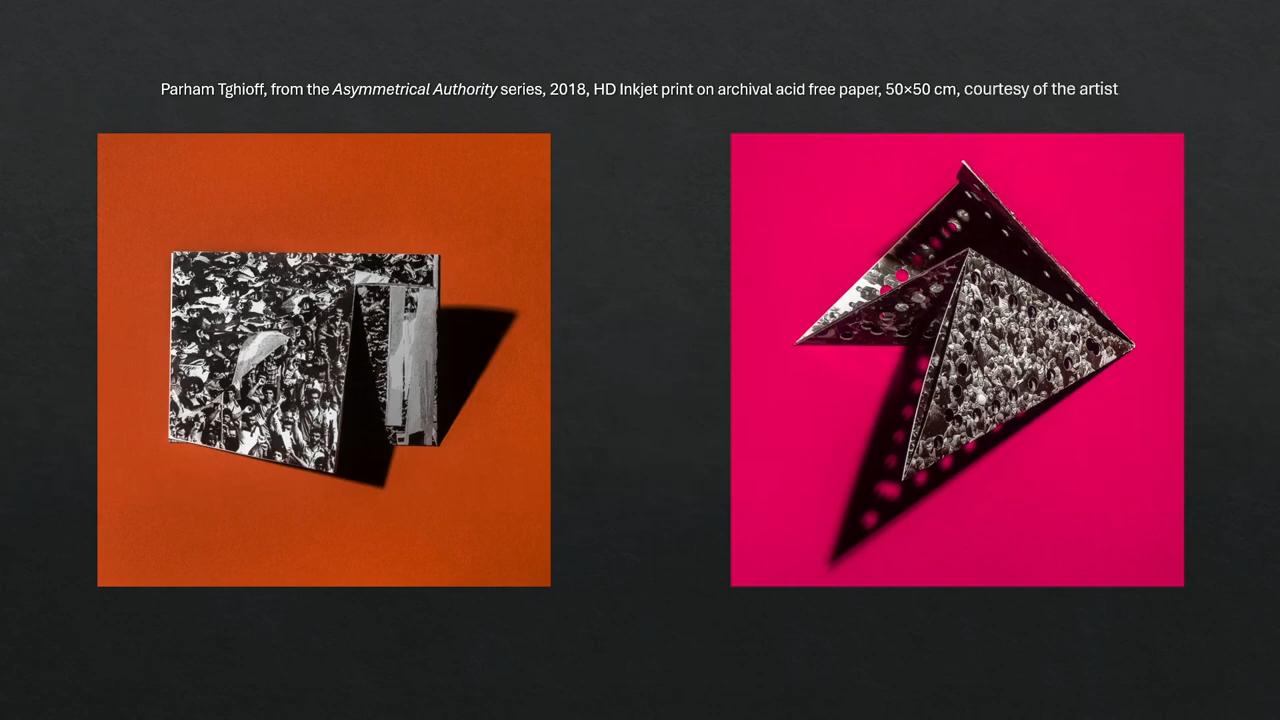 Parham Tghioff, from the Asymmetrical Authority series, 2018, HD Inkjet print on archival acid free paper, 50×50 cm, courtesy of the artist